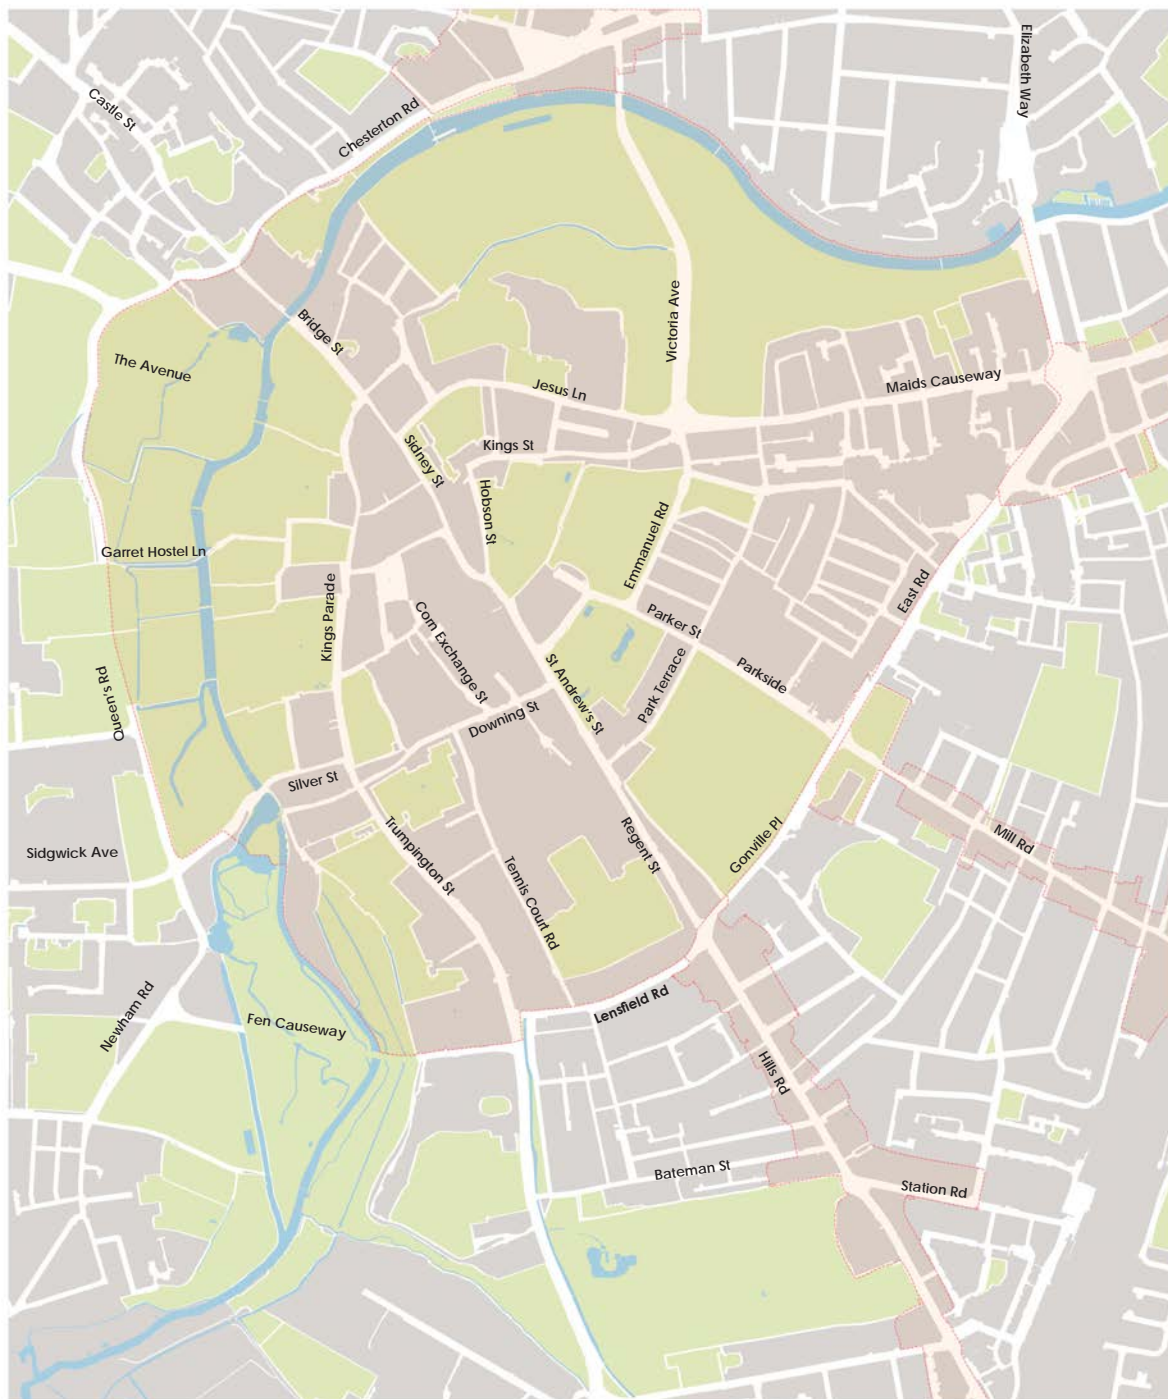 Elizabeth Way
Castle St
Chesterton Rd
Bridge St
Victoria Ave
The Avenue
Jesus Ln
Maids Causeway
Sidney St
Kings St
Hobson St
Garret Hostel Ln
Emmanuel Rd
East Rd
Kings Parade
Corn Exchange St
Parker St
Parkside
Queen's Rd
St Andrew's St
Park Terrace
Downing St
Silver St
Trumpington St
Regent St
Gonville Pl
Mill Rd
Sidgwick Ave
Tennis Court Rd
Newham Rd
Fen Causeway
Lensfield Rd
Hills Rd
Bateman St
Station Rd